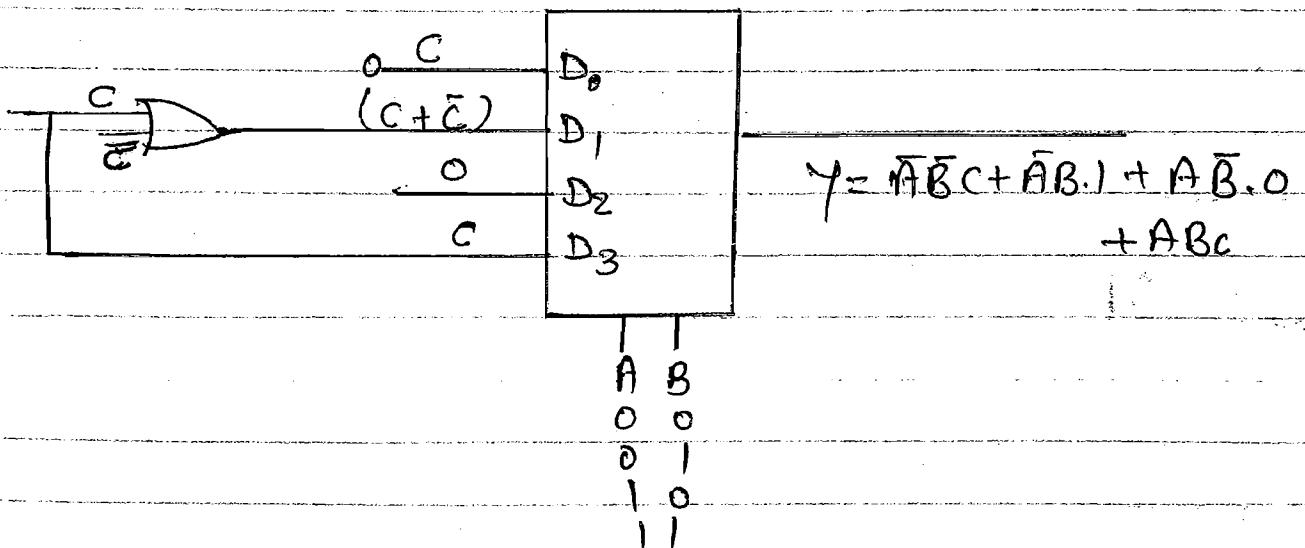 C
D₀
C
(C + C̄)
D₁
C̄
0
D₂
Y = ĀB̄C + ĀB.1 + AB̄.0
+ ABC
C
D₃
A B
0 0
0 1
1 0
1 1